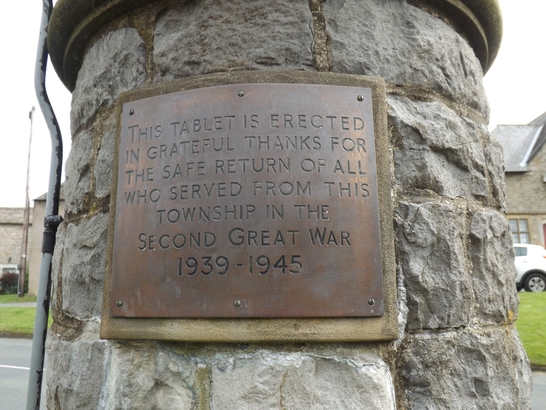 THIS TABLET IS ERECTED
IN GRATEFUL THANKS FOR
THE SAFE RETURN OF ALL
WHO SERVED FROM THIS
TOWNSHIP IN THE
SECOND GREAT WAR
1939 - 1945